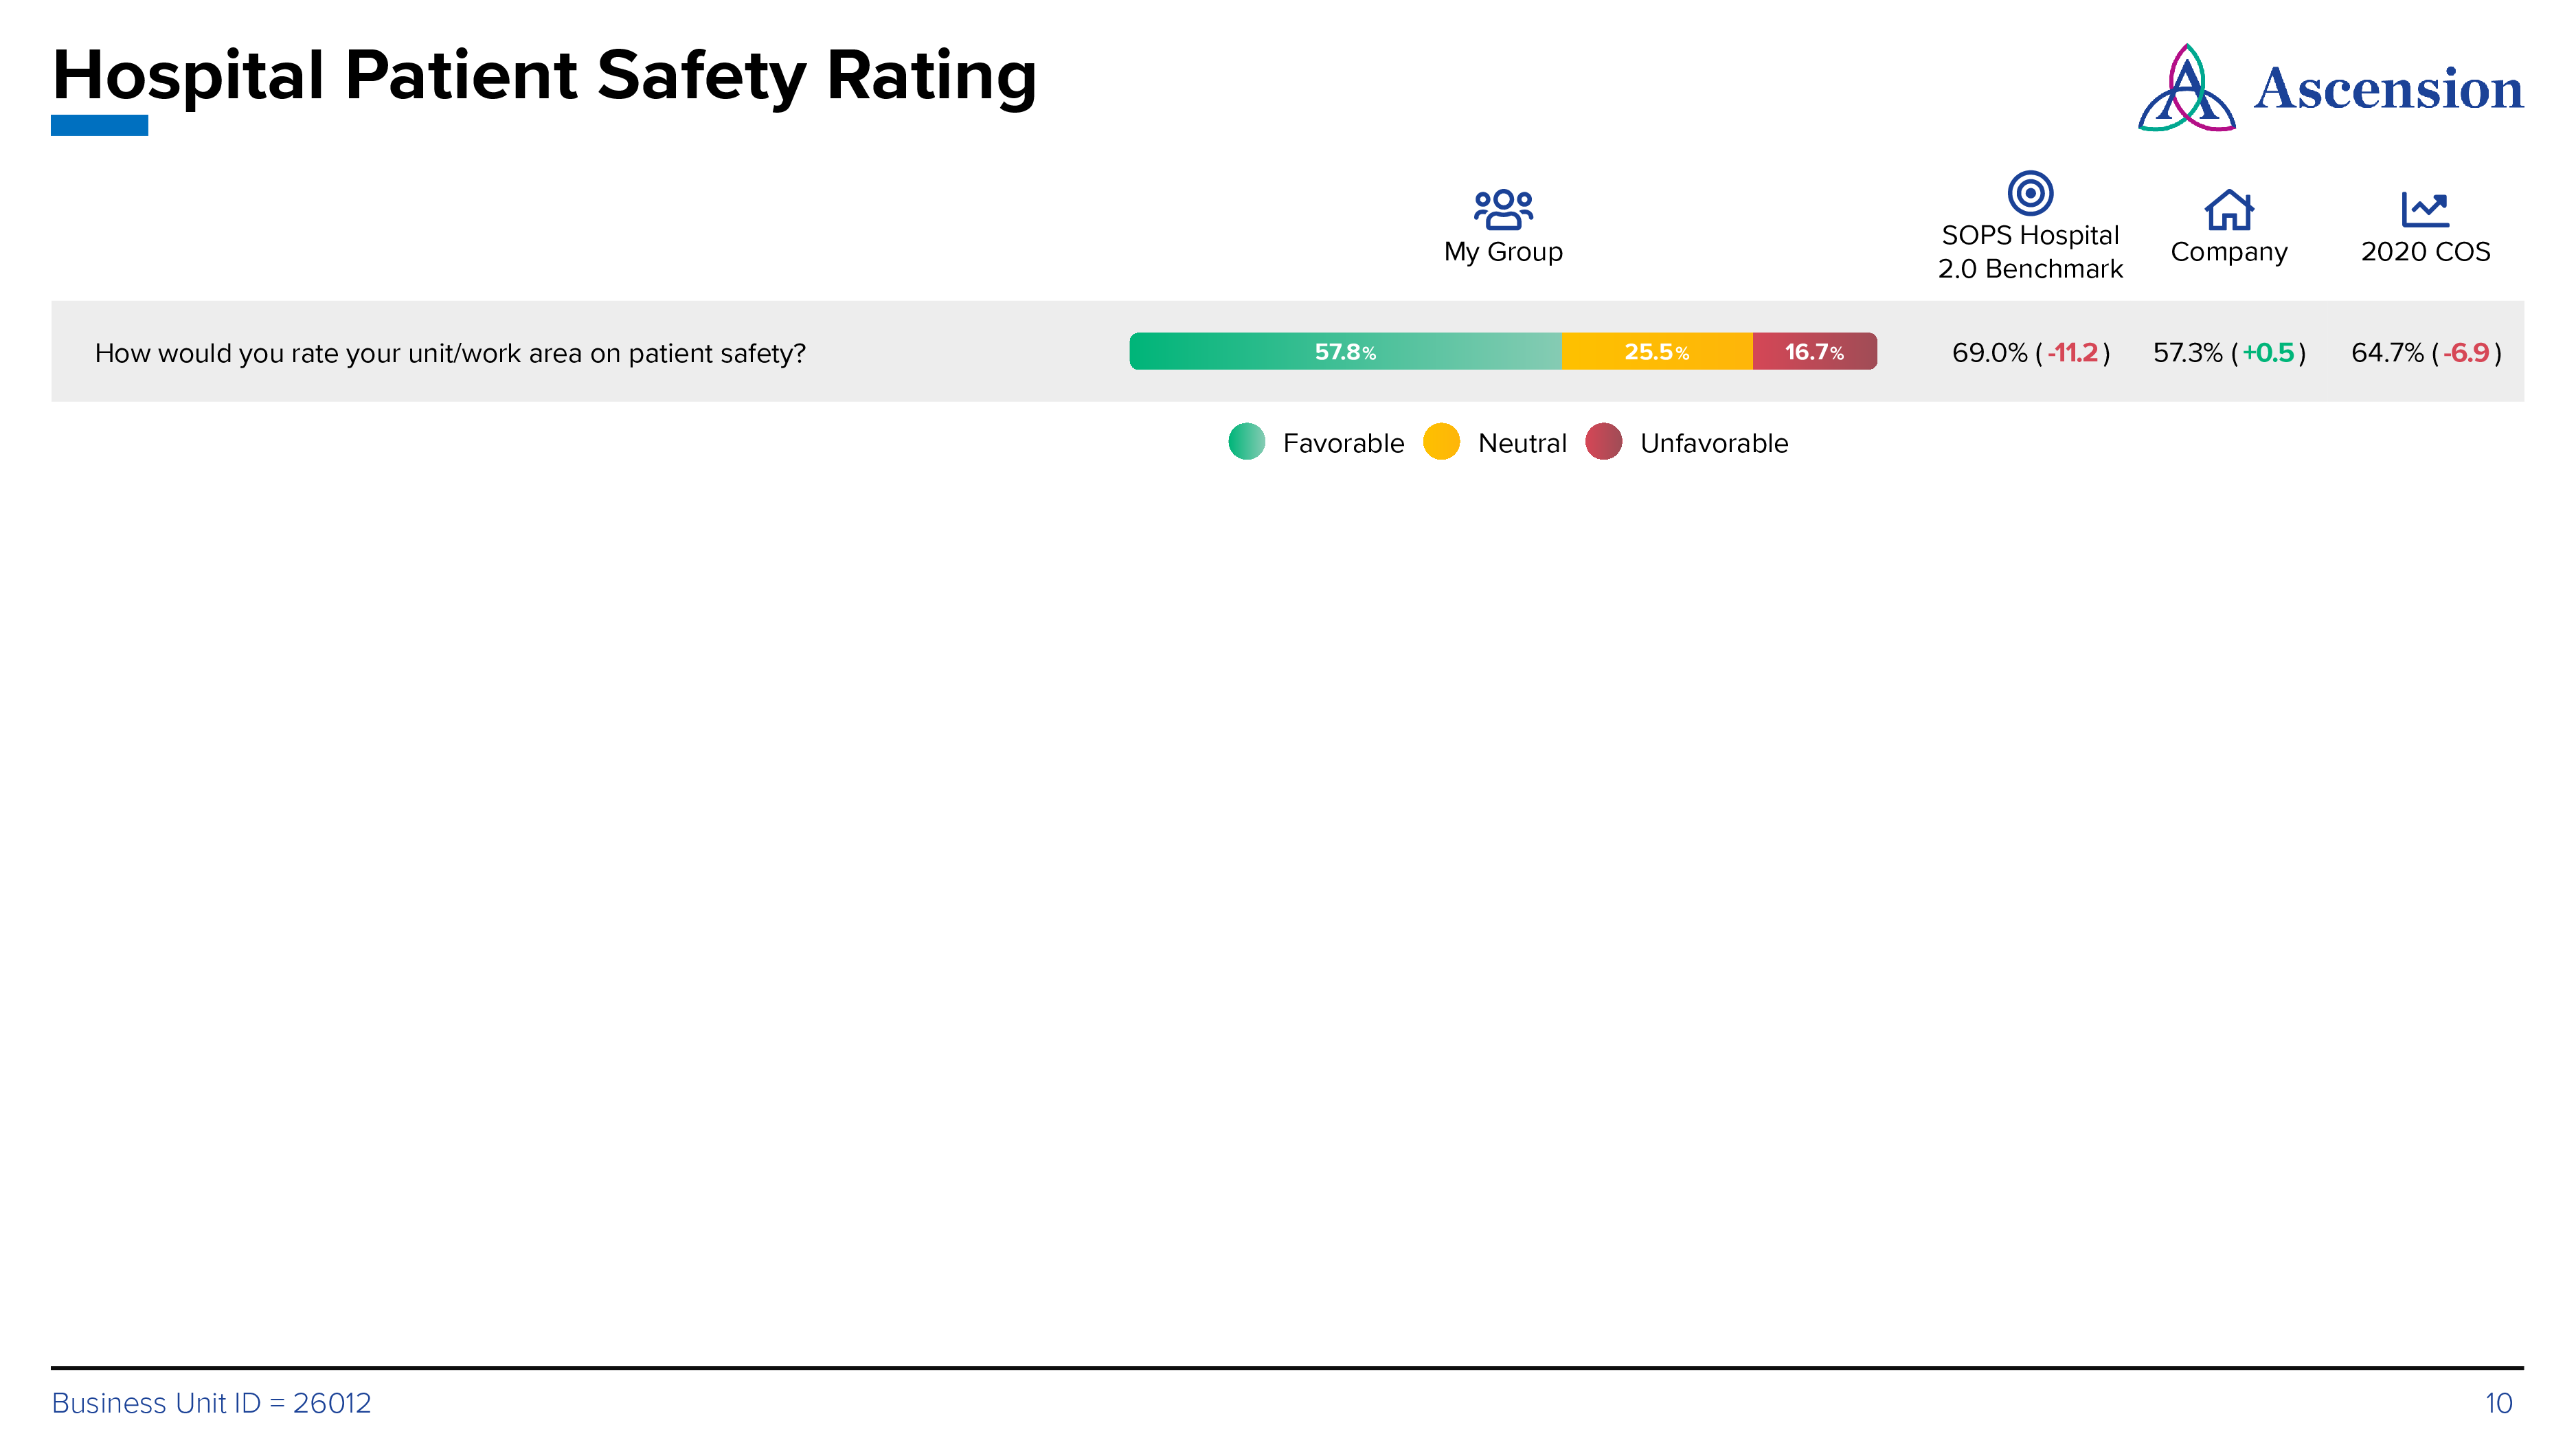 Hospital Patient Safety Rating
Ascension
My Group
SOPS Hospital
2.0 Benchmark
Company
2020 COS
How would you rate your unit/work area on patient safety?
57.8%
25.5%
16.7%
69.0% ( -11.2 )
57.3% ( +0.5 )
64.7% ( -6.9 )
Favorable
Neutral
Unfavorable
Business Unit ID = 26012
10